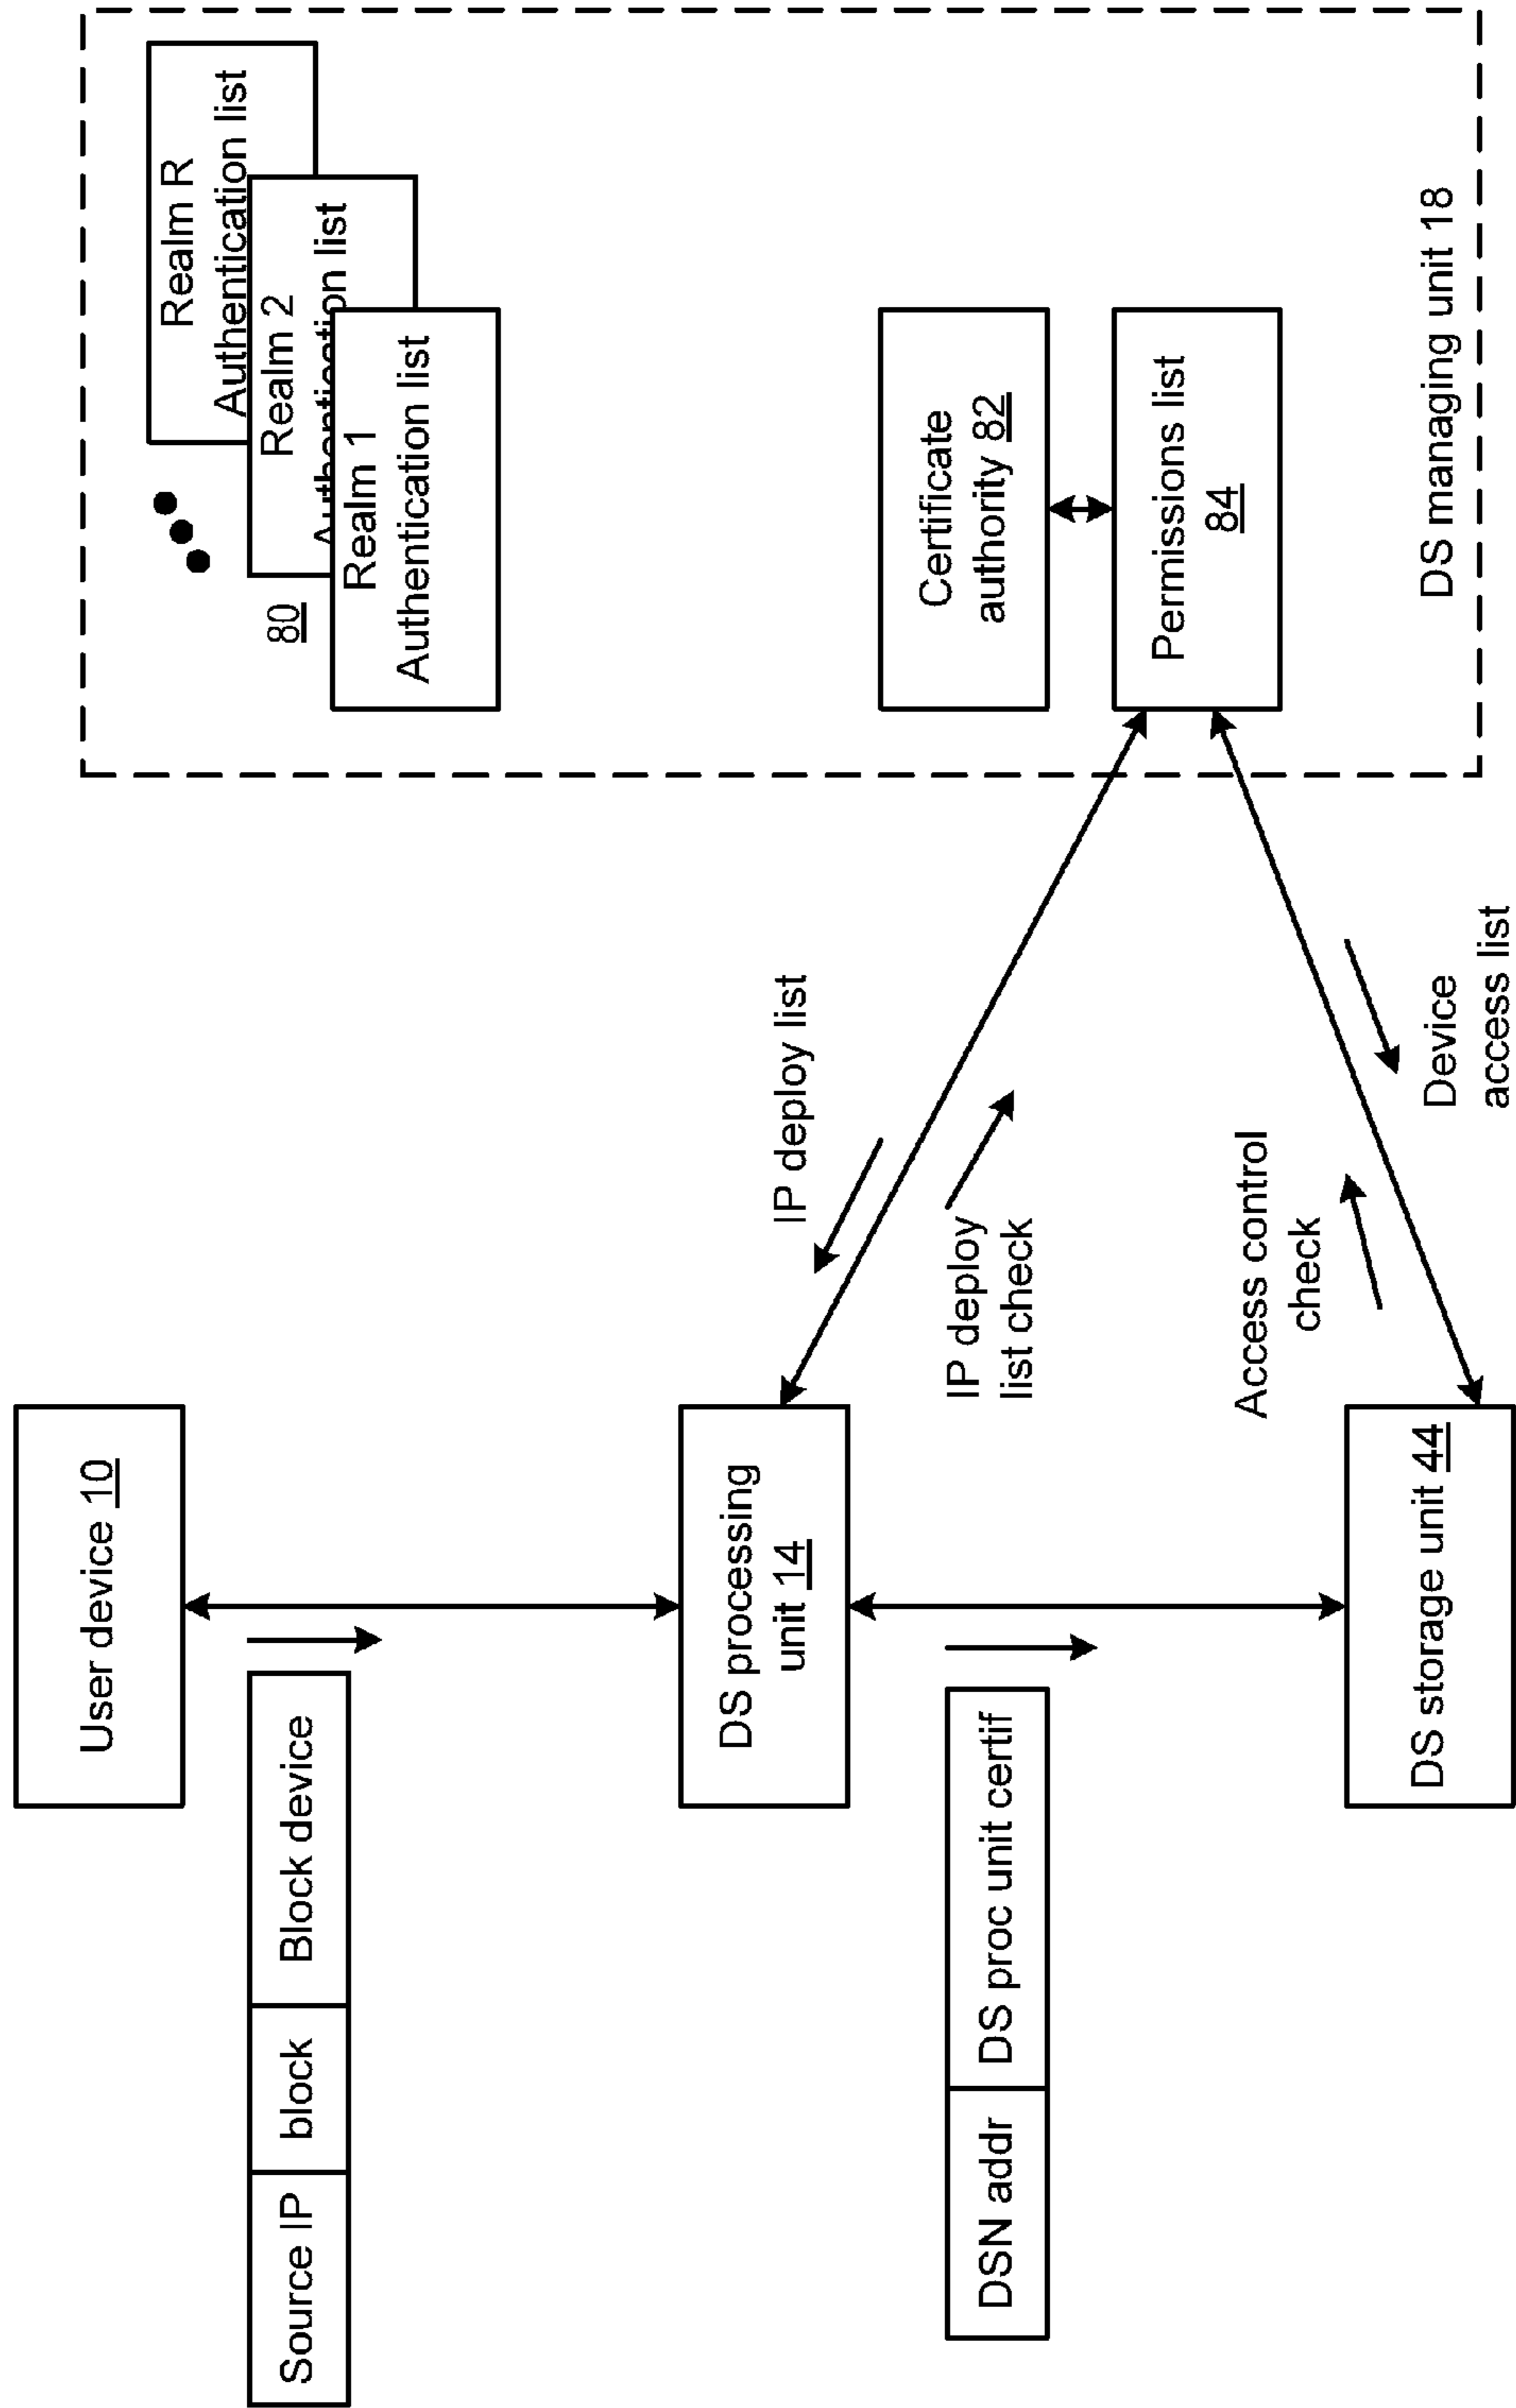 User device 10
Source IP
block
Block device
DS processing
unit 14
DSN addr
DS proc unit certif
DS storage unit 44
IP deploy list
IP deploy
list check
Access control
check
Device
access list
Realm R
Authentication list
Realm 2
Authentication list
Realm 1
Authentication list
80
Certificate
authority 82
Permissions list
84
DS managing unit 18